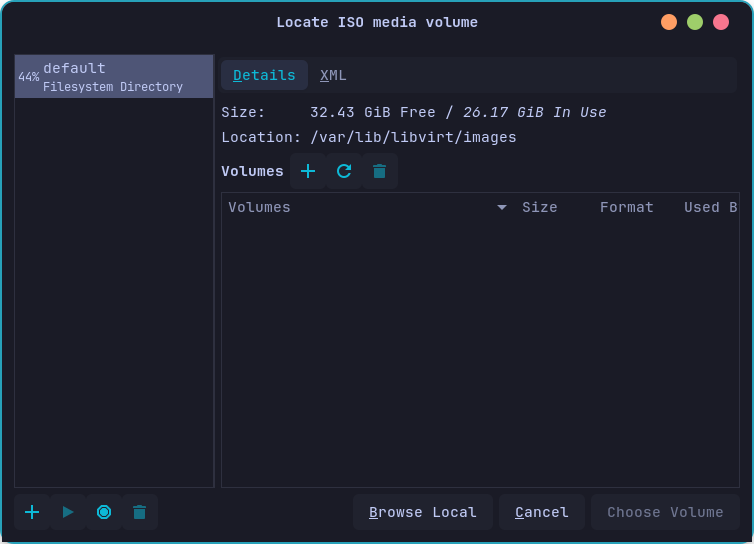 Locate ISO media volume
44% default
Filesystem Directory
Details XML
Size: 32.43 GiB Free / 26.17 GiB In Use
Location: /var/lib/libvirt/images
Volumes
Volumes Size Format Used B
Browse Local Cancel Choose Volume